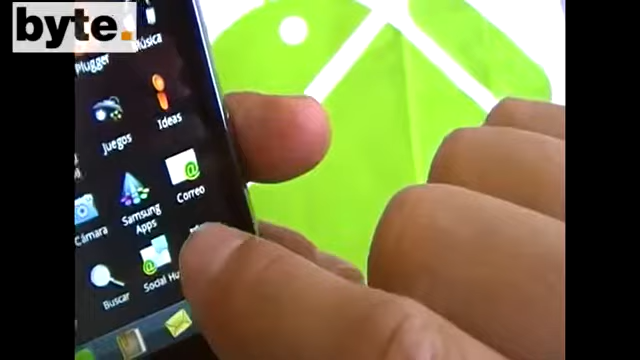 byte.
Plugger
Música
Juegos
Ideas
Cámara
Samsung
Apps
Correo
Buscar
Social Hu